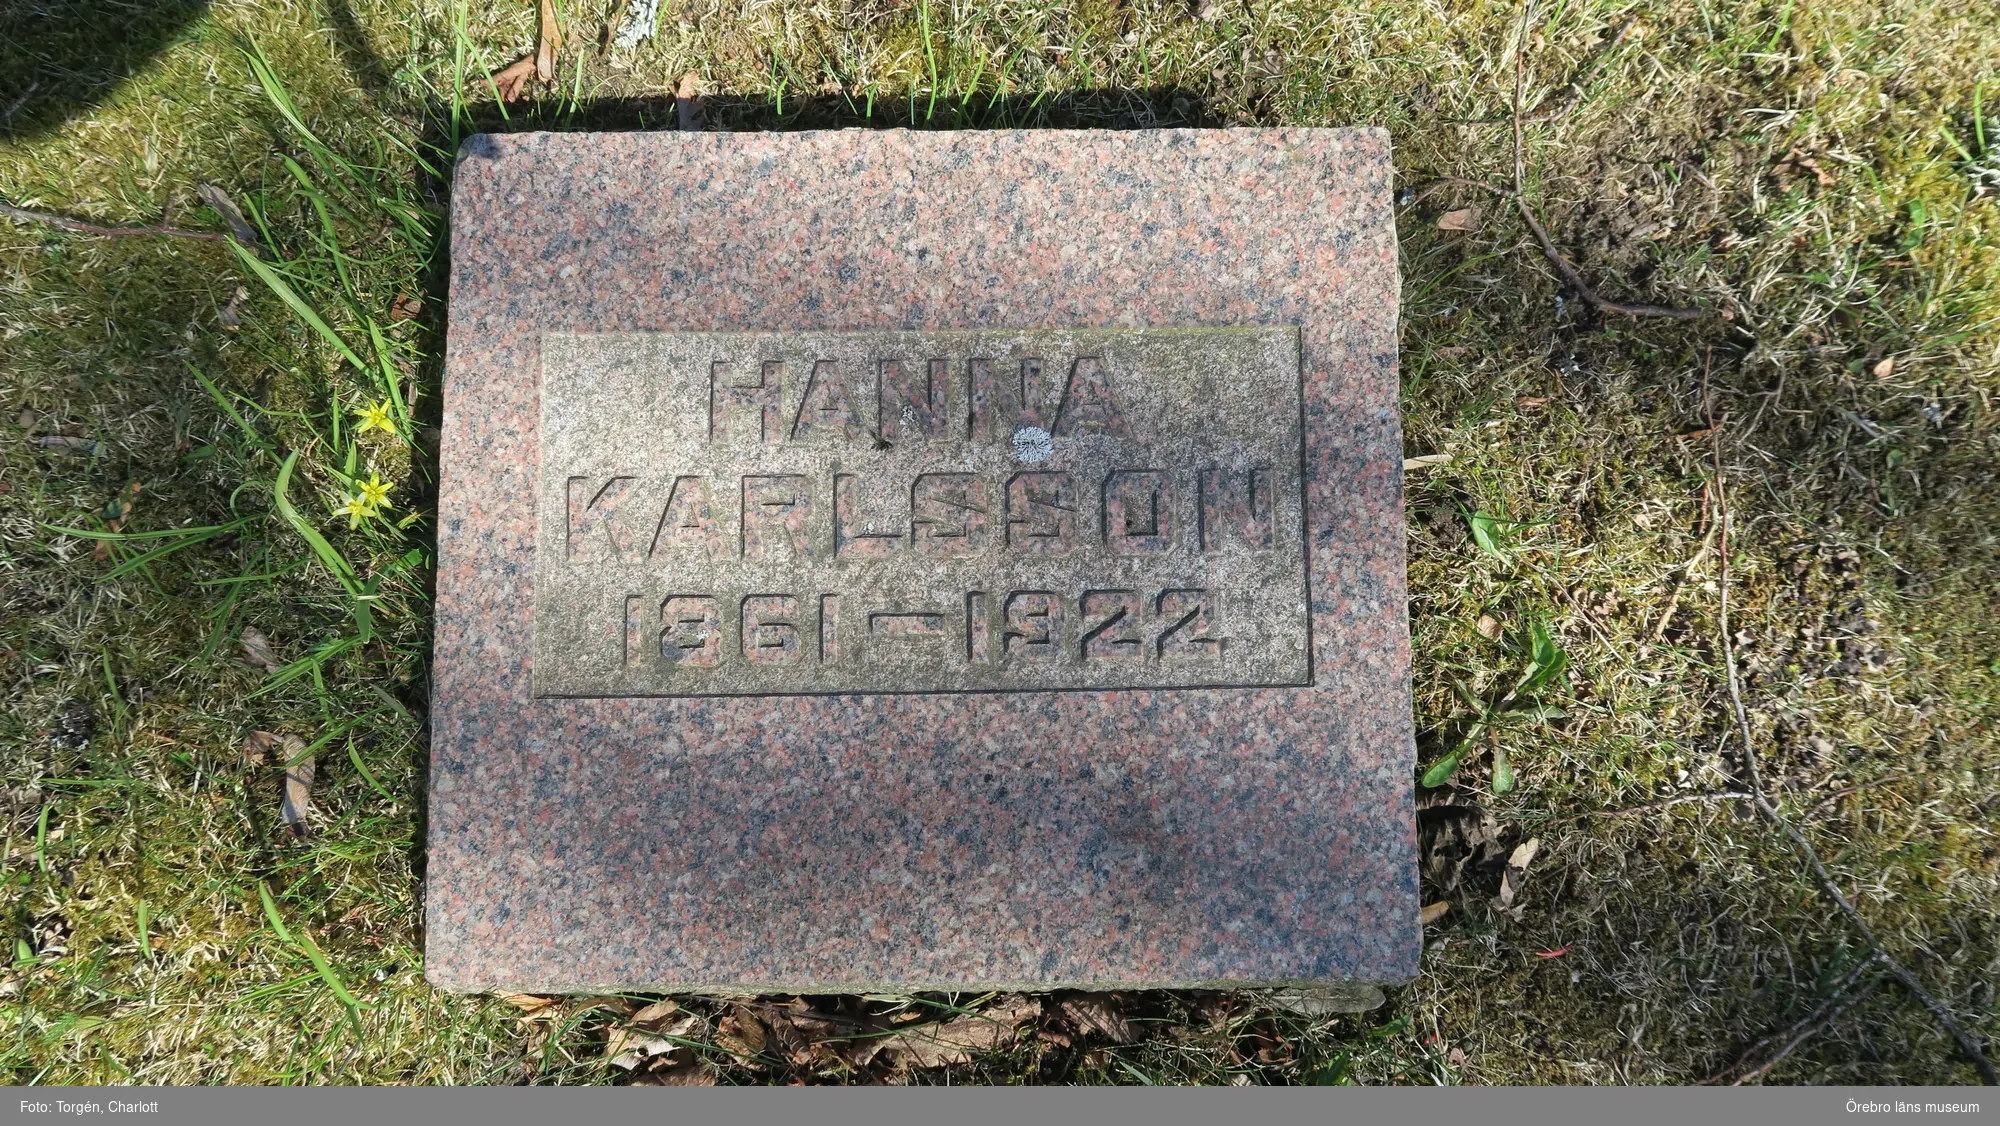 HANNA
KARLSSON
1861–1922
Foto: Torgén, Charlott
Örebro läns museum